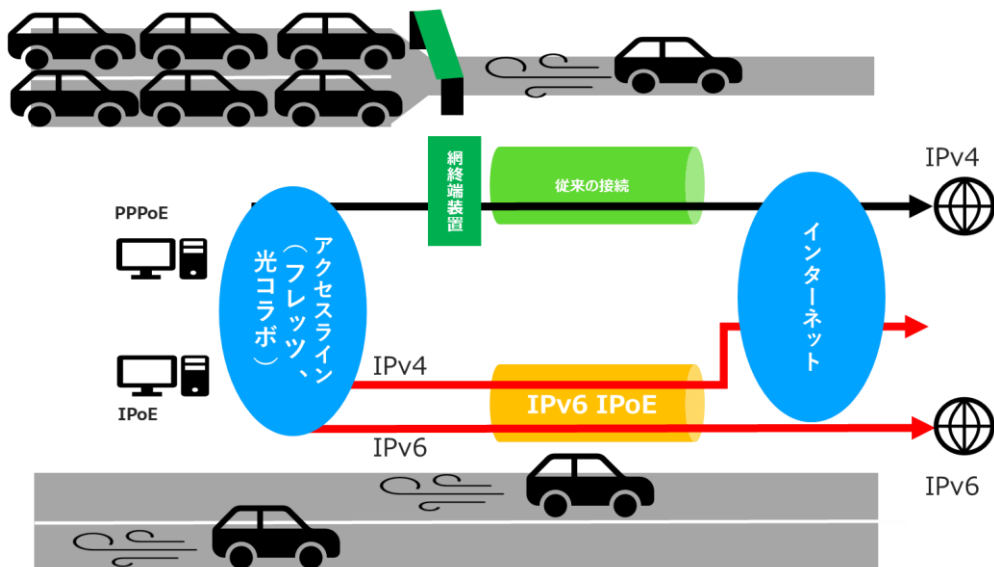 IPv4
網終端装置
従来の接続
PPPoE
アクセスライン
（フレッツ、
光コラボ）
インターネット
IPv4
IPv6 IPoE
IPoE
IPv6
IPv6